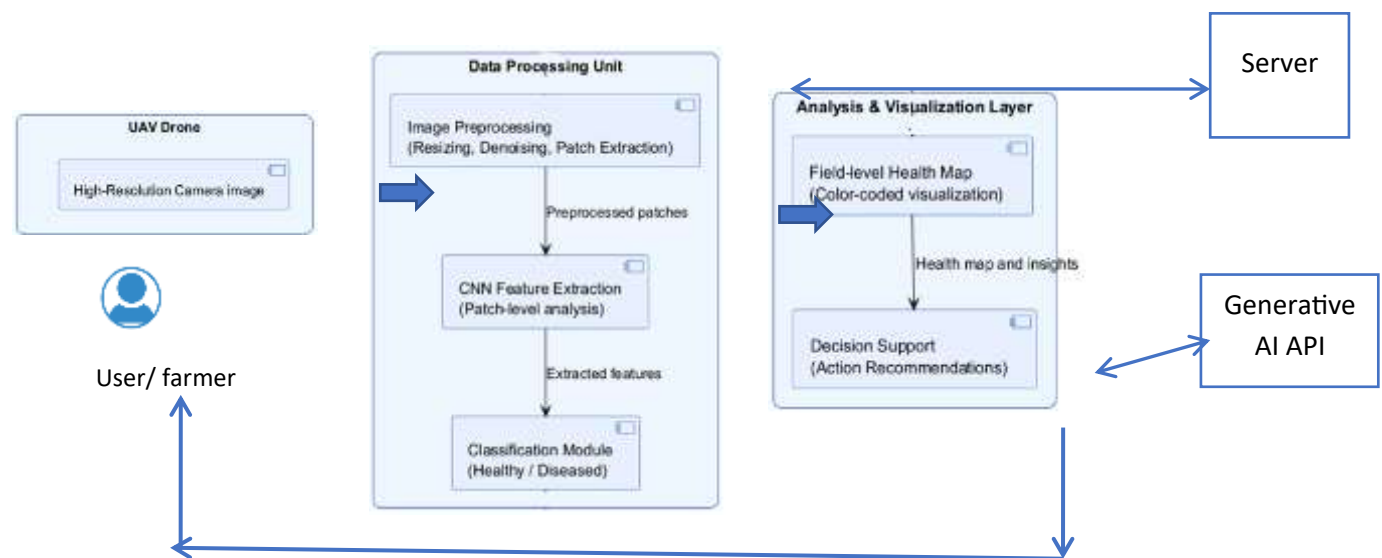 UAV Drone
High-Resolution Camera image
User/ farmer
Data Processing Unit
Image Preprocessing
(Resizing, Denoising, Patch Extraction)
Preprocessed patches
CNN Feature Extraction
(Patch-level analysis)
Extracted features
Classification Module
(Healthy / Diseased)
Analysis & Visualization Layer
Field-level Health Map
(Color-coded visualization)
Health map and insights
Decision Support
(Action Recommendations)
Server
Generative
AI API